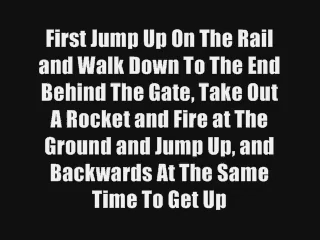 First Jump Up On The Rail
and Walk Down To The End
Behind The Gate, Take Out
A Rocket and Fire at The
Ground and Jump Up, and
Backwards At The Same
Time To Get Up